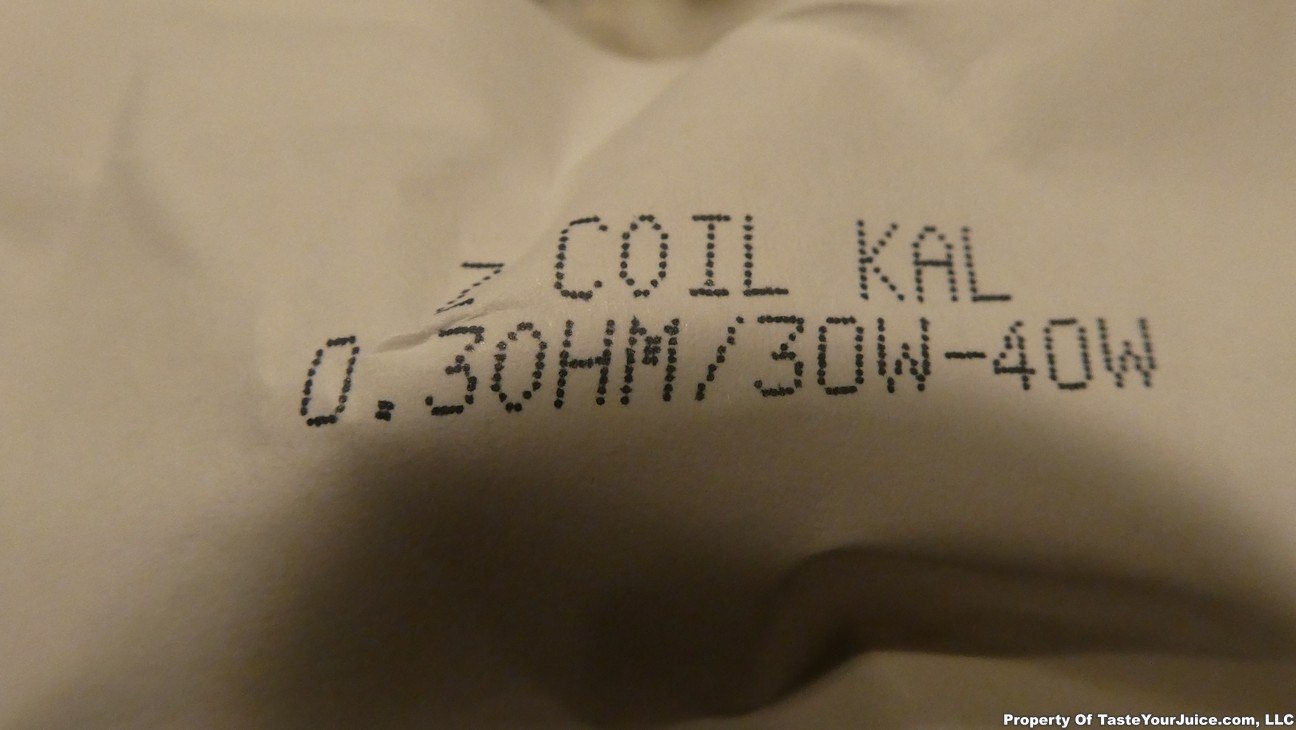 Z COIL KAL
0.3OHM/30W-40W
Property Of TasteYourJuice.com, LLC